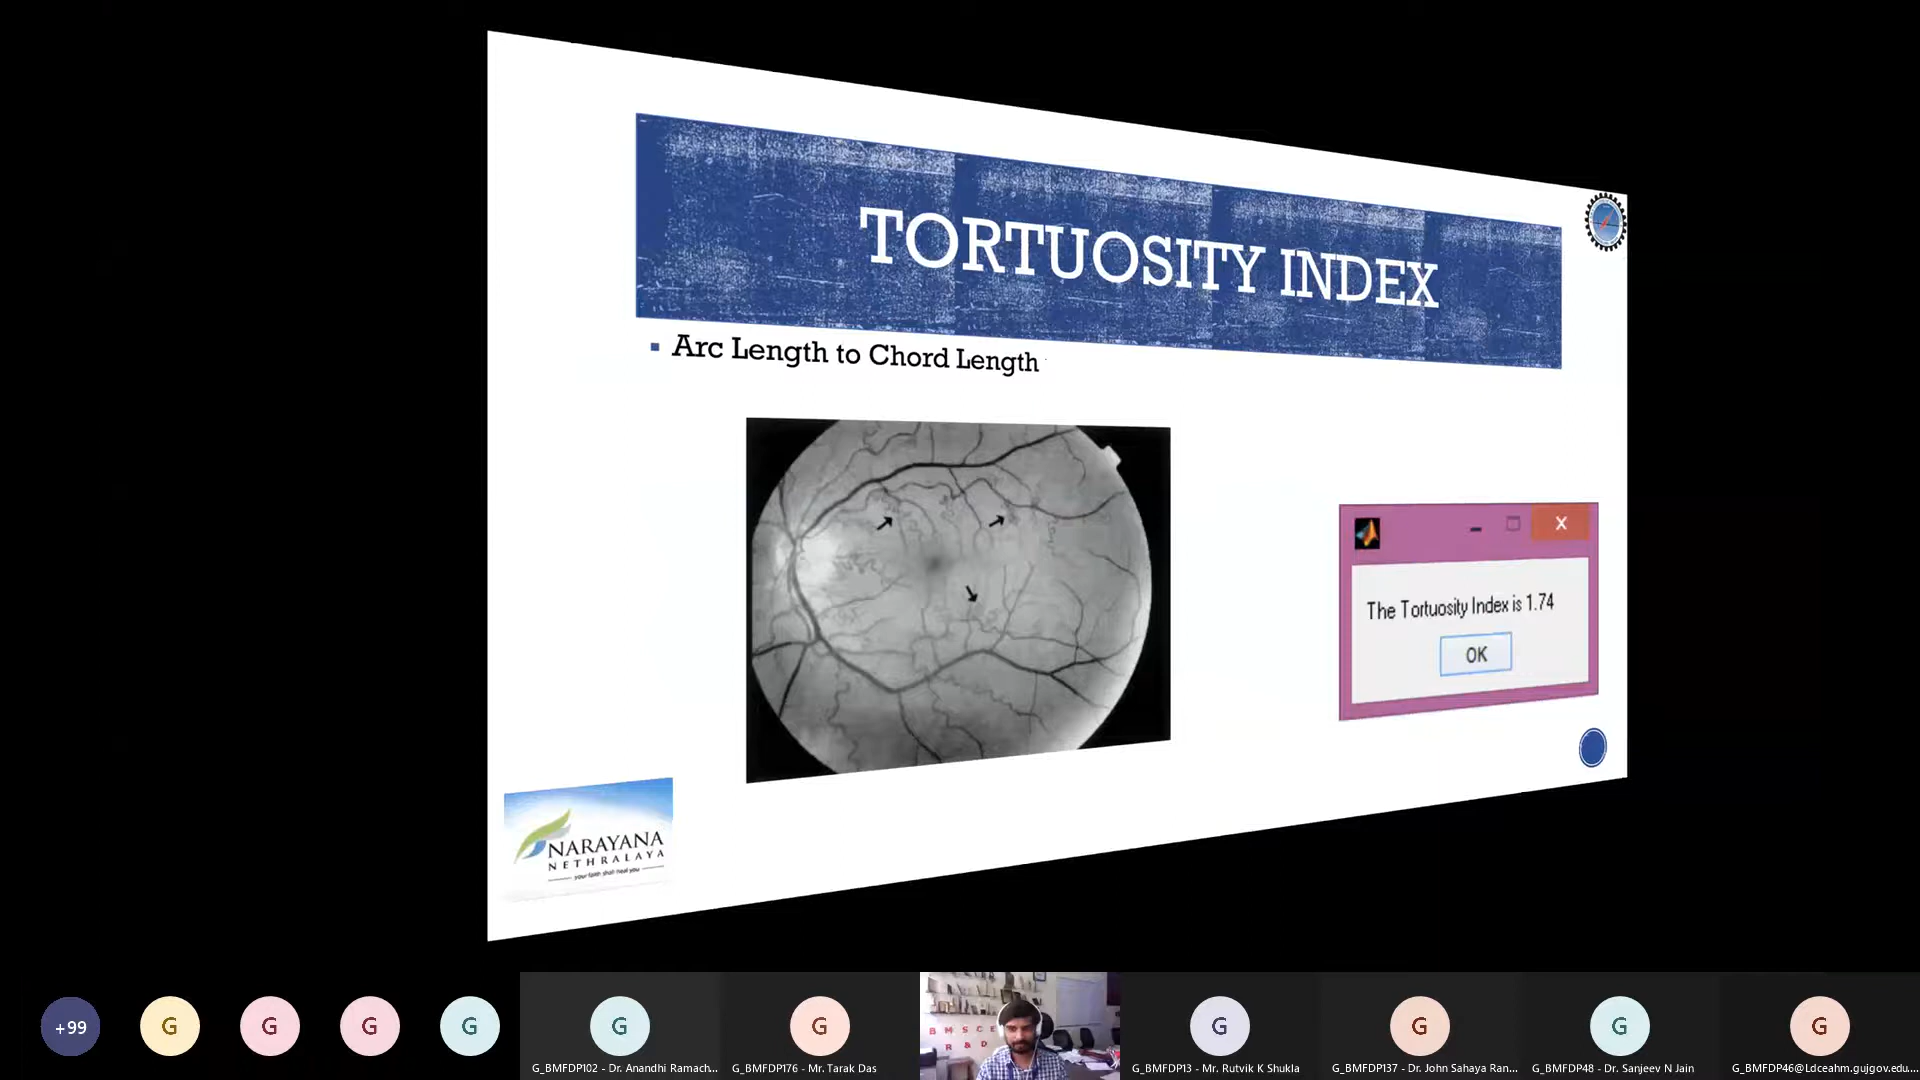 TORTUOSITY INDEX
Arc Length to Chord Length
X
The Tortuosity Index is 1.74
OK
NARAYANA
NETHRALAYA
your faith shall heal you
+99
G
G
G
G
G
G
G
G
G
G
B M S C E
R & D
G_BMFDP102 - Dr. Anandhi Ramach...
G_BMFDP176 - Mr. Tarak Das
G_BMFDP13 - Mr. Rutvik K Shukla
G_BMFDP137 - Dr. John Sahaya Ran...
G_BMFDP48 - Dr. Sanjeev N Jain
G_BMFDP46@Ldceahm.gujgov.edu....